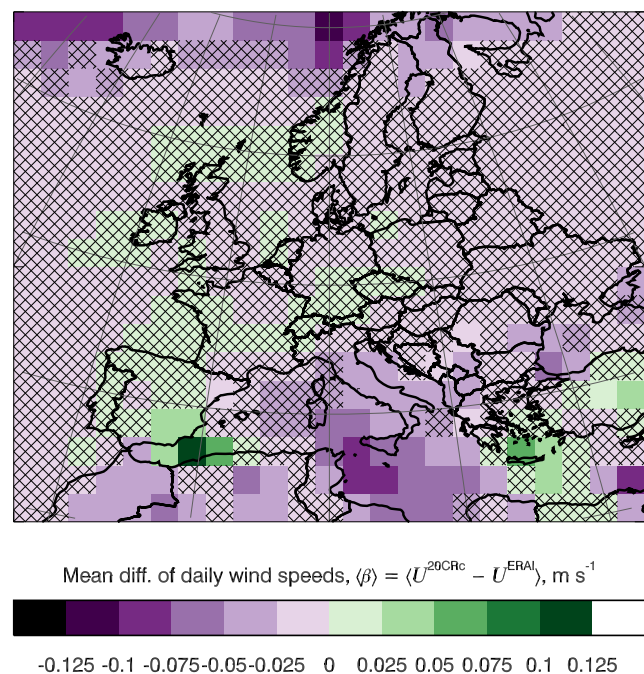 Mean diff. of daily wind speeds, ⟨β⟩ = ⟨U^20CRc − U^ERAI⟩, m s^-1
-0.125 -0.1 -0.075 -0.05 -0.025 0 0.025 0.05 0.075 0.1 0.125